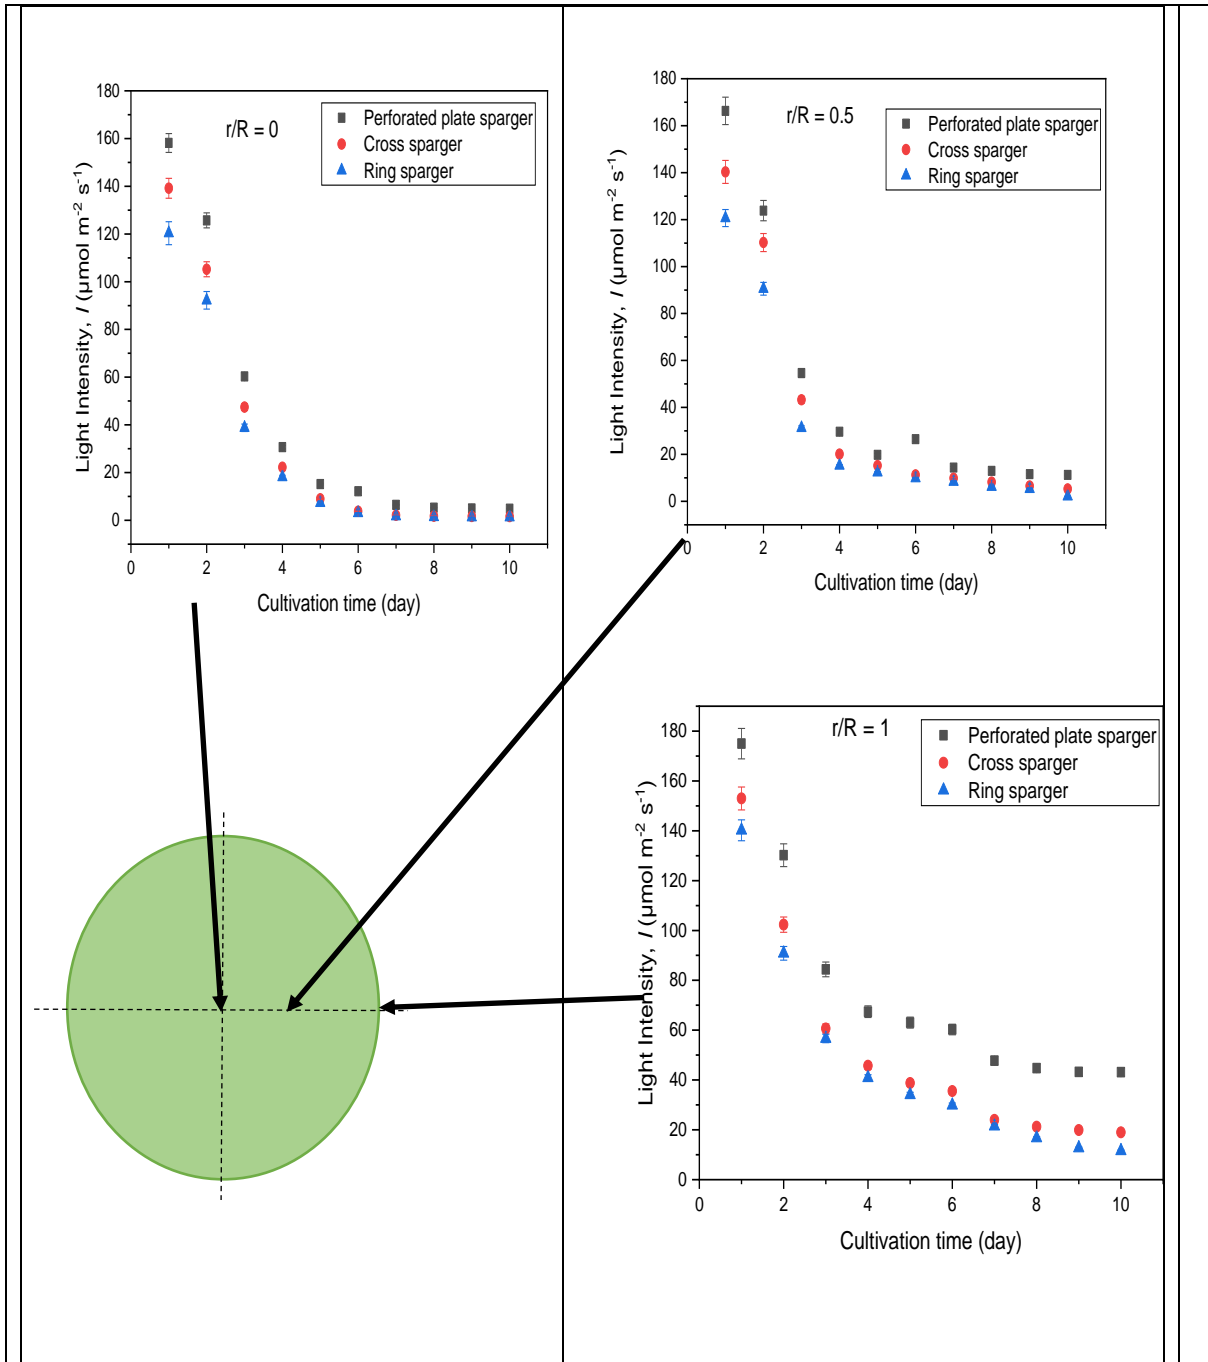 r/R = 0
Perforated plate sparger
Cross sparger
Ring sparger
180
160
140
120
100
80
60
40
20
0
Light Intensity, I (μmol m⁻² s⁻¹)
0 2 4 6 8 10
Cultivation time (day)
r/R = 0.5
Perforated plate sparger
Cross sparger
Ring sparger
180
160
140
120
100
80
60
40
20
0
Light Intensity, I (μmol m⁻² s⁻¹)
0 2 4 6 8 10
Cultivation time (day)
r/R = 1
Perforated plate sparger
Cross sparger
Ring sparger
180
160
140
120
100
80
60
40
20
0
Light Intensity, I (μmol m⁻² s⁻¹)
0 2 4 6 8 10
Cultivation time (day)